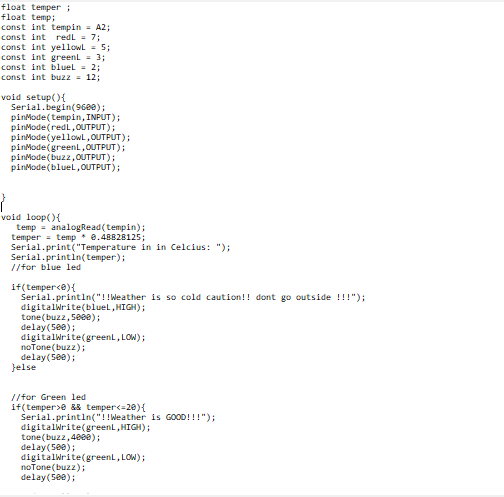 float temper ;
float temp;
const int tempin = A2;
const int  redL = 7;
const int yellowL = 5;
const int greenL = 3;
const int blueL = 2;
const int buzz = 12;
void setup(){
Serial.begin(9600);
pinMode(tempin,INPUT);
pinMode(redL,OUTPUT);
pinMode(yellowL,OUTPUT);
pinMode(greenL,OUTPUT);
pinMode(buzz,OUTPUT);
pinMode(blueL,OUTPUT);
}
void loop(){
temp = analogRead(tempin);
temper = temp * 0.48828125;
Serial.print("Temperature in in Celcius: ");
Serial.println(temper);
//for blue led
if(temper<0){
Serial.println("!!Weather is so cold caution!! dont go outside !!!");
digitalWrite(blueL,HIGH);
tone(buzz,5000);
delay(500);
digitalWrite(greenL,LOW);
noTone(buzz);
delay(500);
}else
//for Green led
if(temper>0 && temper<=20){
Serial.println("!!Weather is GOOD!!!");
digitalWrite(greenL,HIGH);
tone(buzz,4000);
delay(500);
digitalWrite(greenL,LOW);
noTone(buzz);
delay(500);